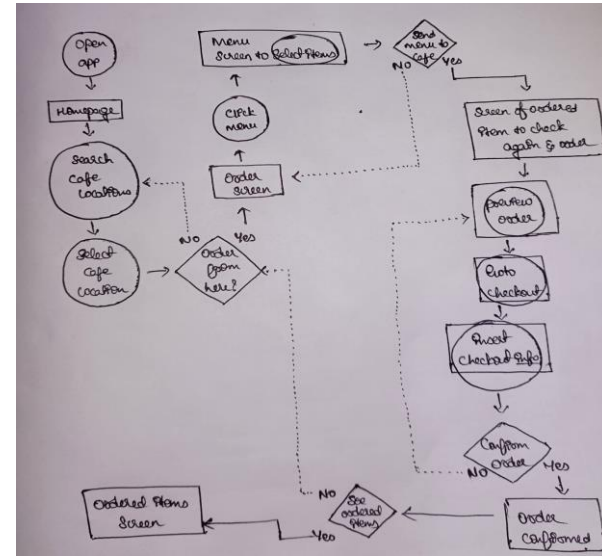 Open
app
Homepage
Search
Cafe
Locations
Select
Cafe
Location
Order
from
here?
NO
Yes
Order
Screen
Click
menu
Menu
Screen to Select Items
Send
menu to
Cafe
NO
Yes
Screen of ordered
item to check
again & order
preview
order
Goto
checkout
insert
checkout info
Confirm
Order
NO
Yes
Order
Confirmed
See
ordered
items
NO
Yes
Ordered items
Screen